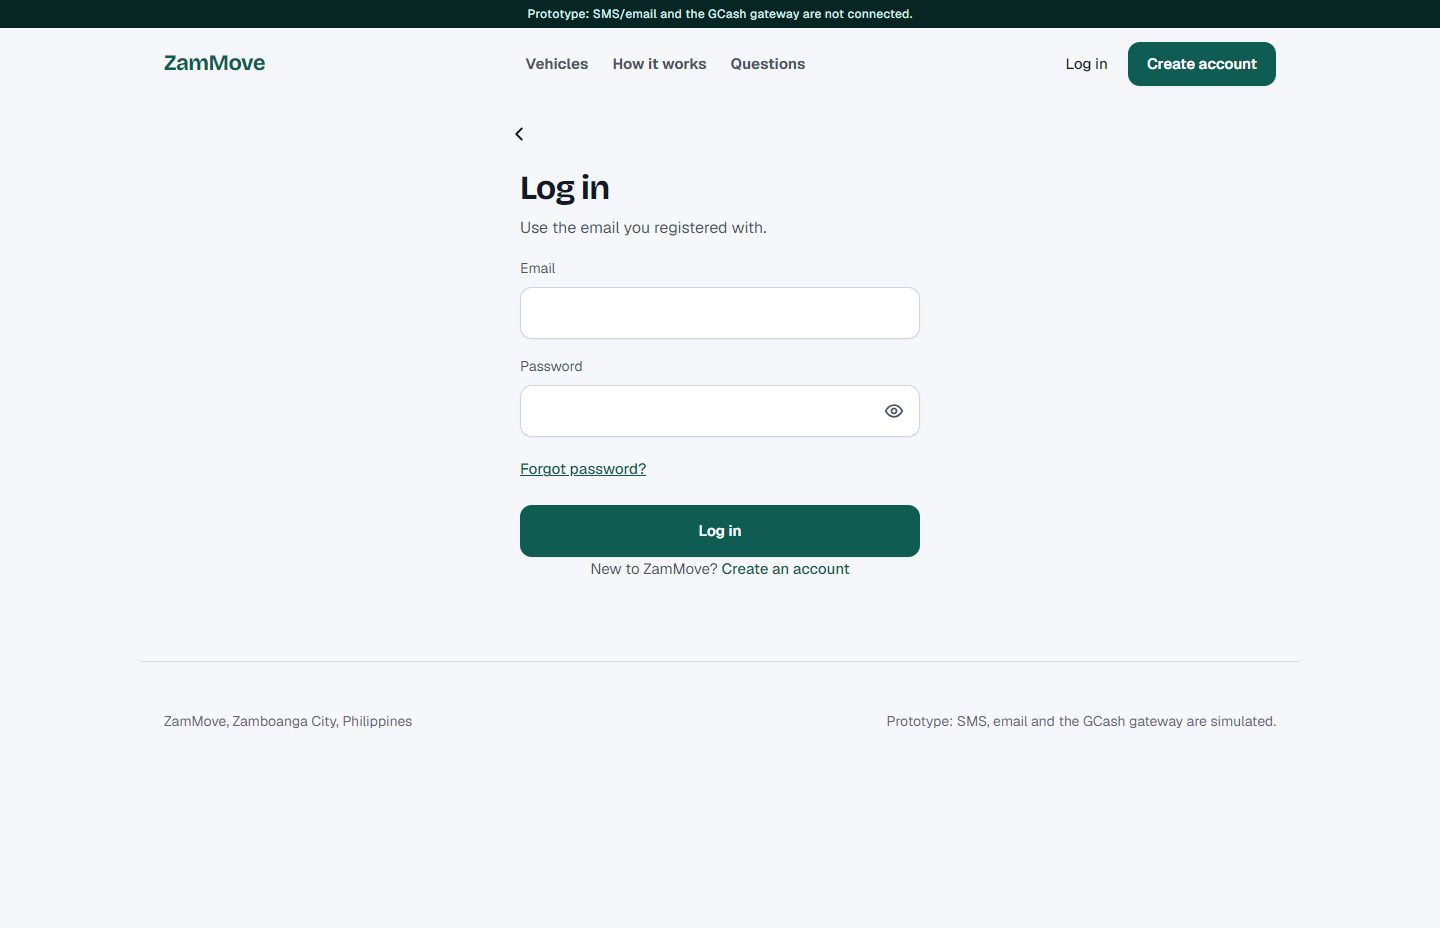 Prototype: SMS/email and the GCash gateway are not connected.
ZamMove
Vehicles
How it works
Questions
Log in
Create account
Log in
Use the email you registered with.
Email
Password
Forgot password?
Log in
New to ZamMove? Create an account
ZamMove, Zamboanga City, Philippines
Prototype: SMS, email and the GCash gateway are simulated.